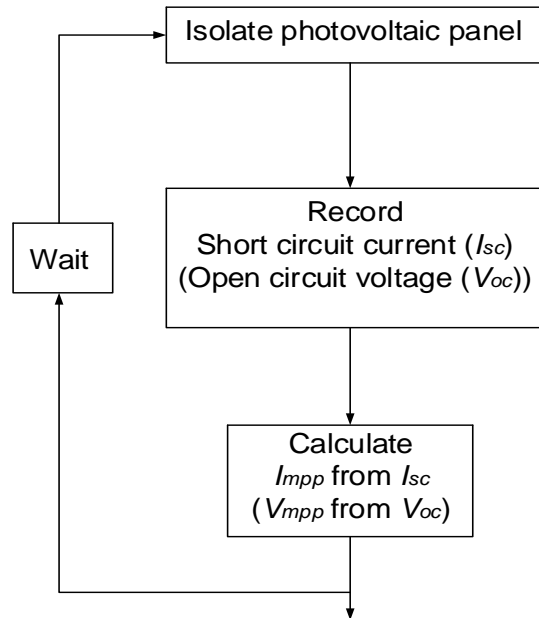 Isolate photovoltaic panel
Record
Short circuit current (Isc)
(Open circuit voltage (Voc))
Wait
Calculate
Impp from Isc
(Vmpp from Voc)